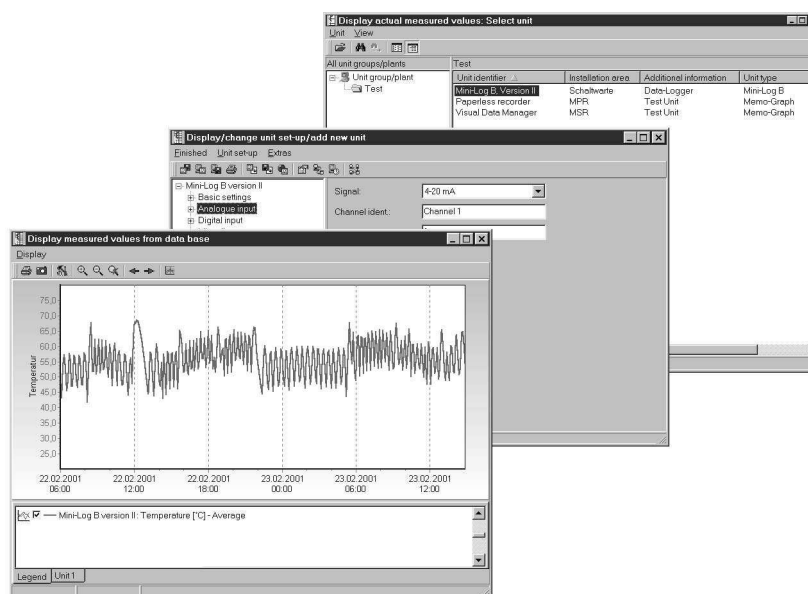 Display actual measured values: Select unit
Unit View
All unit groups/plants
Test
Unit group/plant
Test
Unit identifier Installation area Additional information Unit type
Mini-Log B, Version II Schaltwarte Data-Logger Mini-Log B
Paperless recorder MPR Test Unit Memo-Graph
Visual Data Manager MSR Test Unit Memo-Graph
Display/change unit set-up/add new unit
Finished Unit set-up Extras
Mini-Log B version II
Basic settings
Analogue input
Digital input
Signal: 4-20 mA
Channel ident.: Channel 1
Display measured values from data base
Display
Temperatur
75,0
70,0
65,0
60,0
55,0
50,0
45,0
40,0
35,0
30,0
25,0
22.02.2001 22.02.2001 22.02.2001 23.02.2001 23.02.2001 23.02.2001
06:00 12:00 18:00 00:00 06:00 12:00
Mini-Log B version II: Temperature [°C] - Average
Legend Unit 1